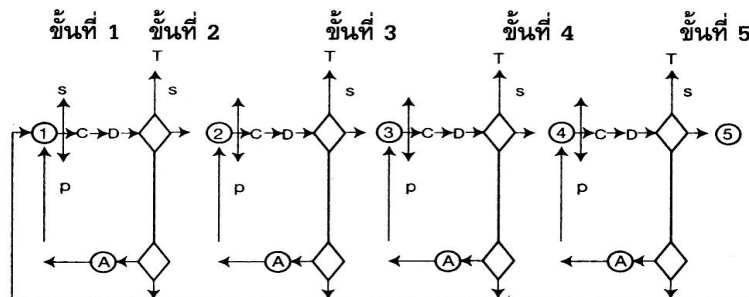 ขั้นที่ 1 ขั้นที่ 2 ขั้นที่ 3 ขั้นที่ 4 ขั้นที่ 5
T T T T
s s s s s
1 C D 2 C D 3 C D 4 C D 5
p p p p
A A A A